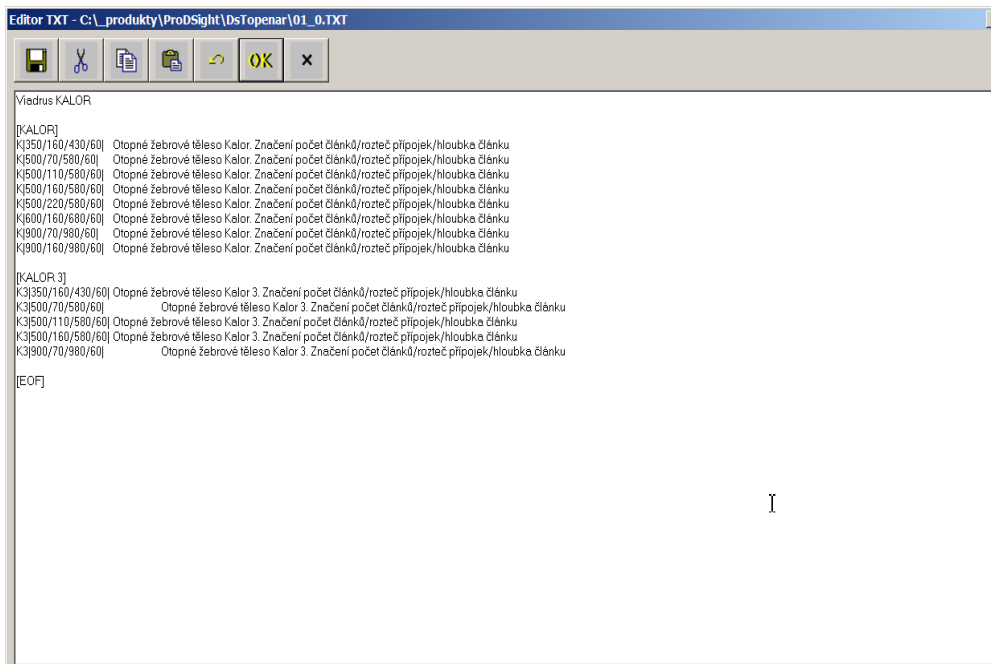 Editor TXT - C:\_produkty\ProDSight\DsTopenar\01_0.TXT
OK
Viadrus KALOR
[KALOR]
K|350/160/430/60| Otopné žebrové těleso Kalor. Značení počet článků/rozteč přípojek/hloubka článku
K|500/70/580/60| Otopné žebrové těleso Kalor. Značení počet článků/rozteč přípojek/hloubka článku
K|500/110/580/60| Otopné žebrové těleso Kalor. Značení počet článků/rozteč přípojek/hloubka článku
K|500/160/580/60| Otopné žebrové těleso Kalor. Značení počet článků/rozteč přípojek/hloubka článku
K|500/220/580/60| Otopné žebrové těleso Kalor. Značení počet článků/rozteč přípojek/hloubka článku
K|600/160/680/60| Otopné žebrové těleso Kalor. Značení počet článků/rozteč přípojek/hloubka článku
K|900/70/980/60| Otopné žebrové těleso Kalor. Značení počet článků/rozteč přípojek/hloubka článku
K|900/160/980/60| Otopné žebrové těleso Kalor. Značení počet článků/rozteč přípojek/hloubka článku
[KALOR 3]
K3|350/160/430/60| Otopné žebrové těleso Kalor 3. Značení počet článků/rozteč přípojek/hloubka článku
K3|500/70/580/60| Otopné žebrové těleso Kalor 3. Značení počet článků/rozteč přípojek/hloubka článku
K3|500/110/580/60| Otopné žebrové těleso Kalor 3. Značení počet článků/rozteč přípojek/hloubka článku
K3|500/160/580/60| Otopné žebrové těleso Kalor 3. Značení počet článků/rozteč přípojek/hloubka článku
K3|900/70/980/60| Otopné žebrové těleso Kalor 3. Značení počet článků/rozteč přípojek/hloubka článku
[EOF]